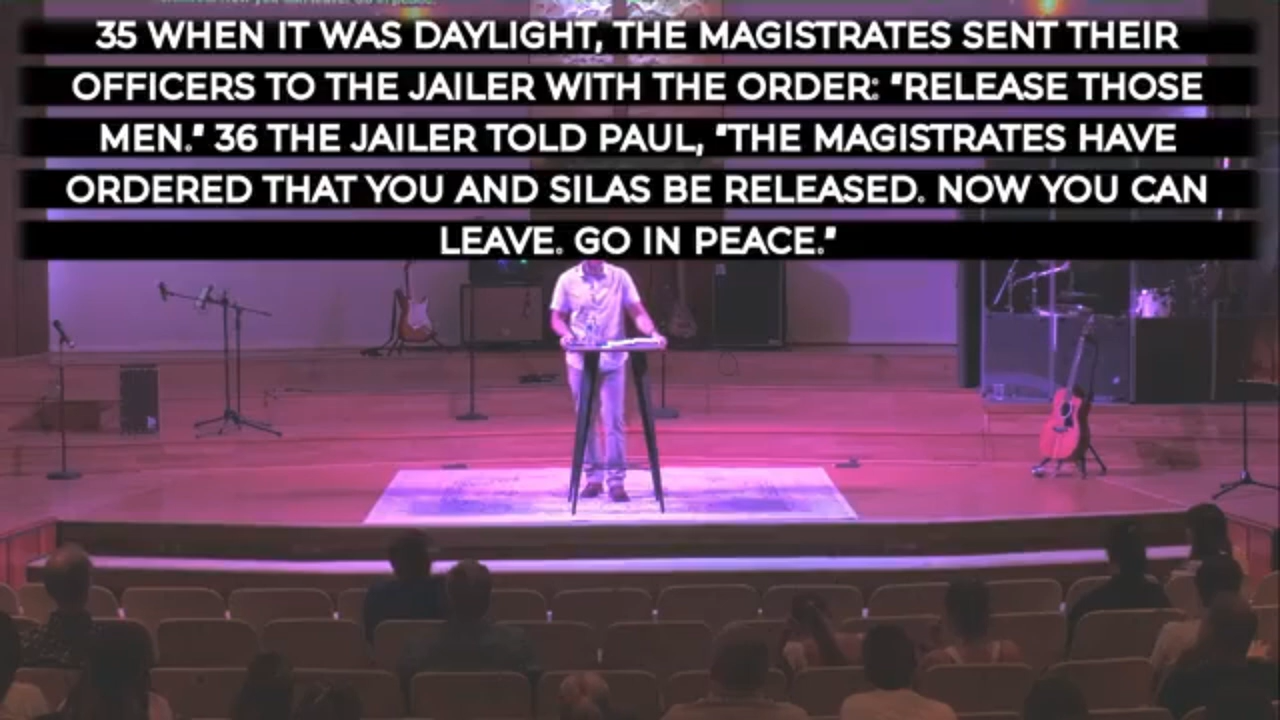 35 WHEN IT WAS DAYLIGHT, THE MAGISTRATES SENT THEIR
OFFICERS TO THE JAILER WITH THE ORDER: "RELEASE THOSE
MEN." 36 THE JAILER TOLD PAUL, "THE MAGISTRATES HAVE
ORDERED THAT YOU AND SILAS BE RELEASED. NOW YOU CAN
LEAVE. GO IN PEACE."